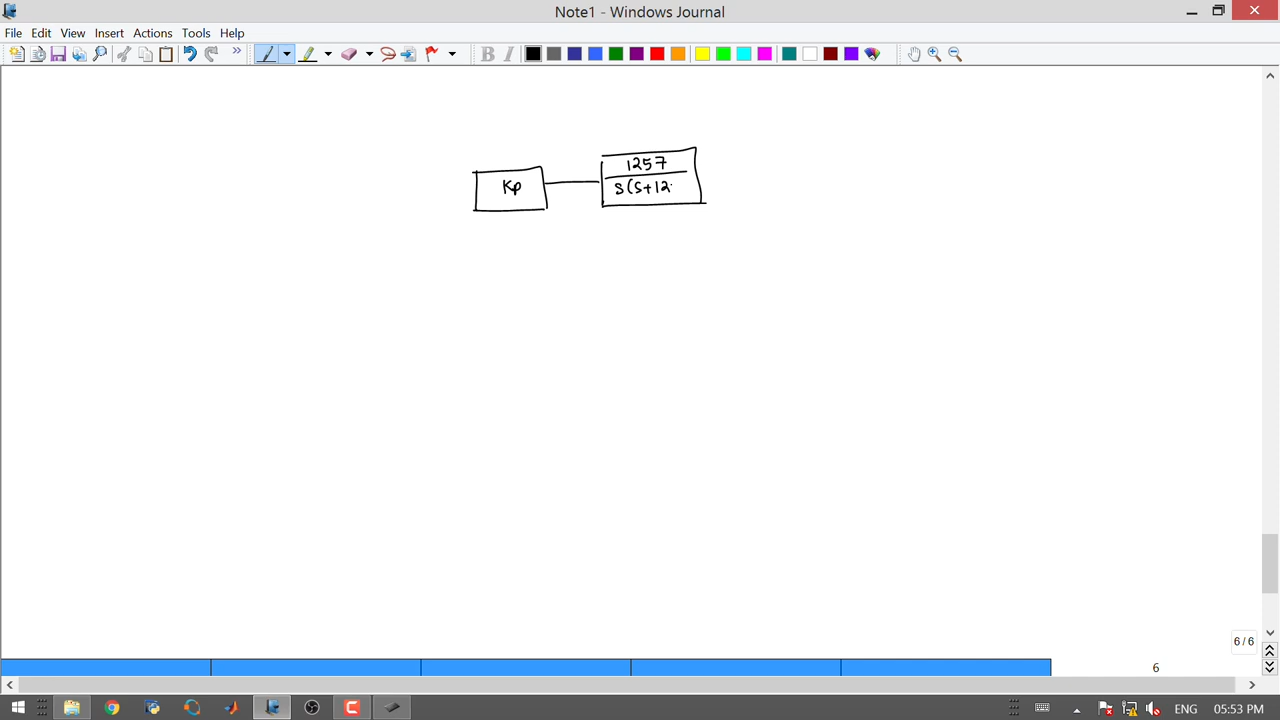 Note1 - Windows Journal
File Edit View Insert Actions Tools Help
B I
Kp
1257
S(S+12
6 / 6
6
ENG 05:53 PM